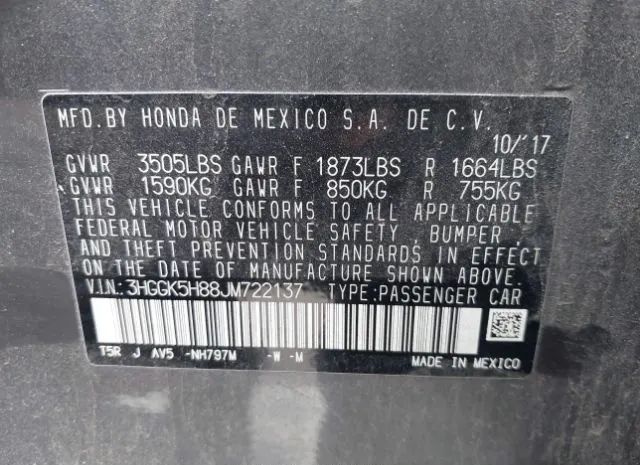 MFD.BY HONDA DE MEXICO S.A. DE C.V.
10/'17
GVWR 3505LBS GAWR F 1873LBS R 1664LBS
GVWR 1590KG GAWR F 850KG R 755KG
THIS VEHICLE CONFORMS TO ALL APPLICABLE
FEDERAL MOTOR VEHICLE SAFETY, BUMPER,
AND THEFT PREVENTION STANDARDS IN EFFECT
ON THE DATE OF MANUFACTURE SHOWN ABOVE.
V.I.N.:3HGGK5H88JM722137 TYPE:PASSENGER CAR
T5R J AV5 -NH797M -W -M
MADE IN MEXICO